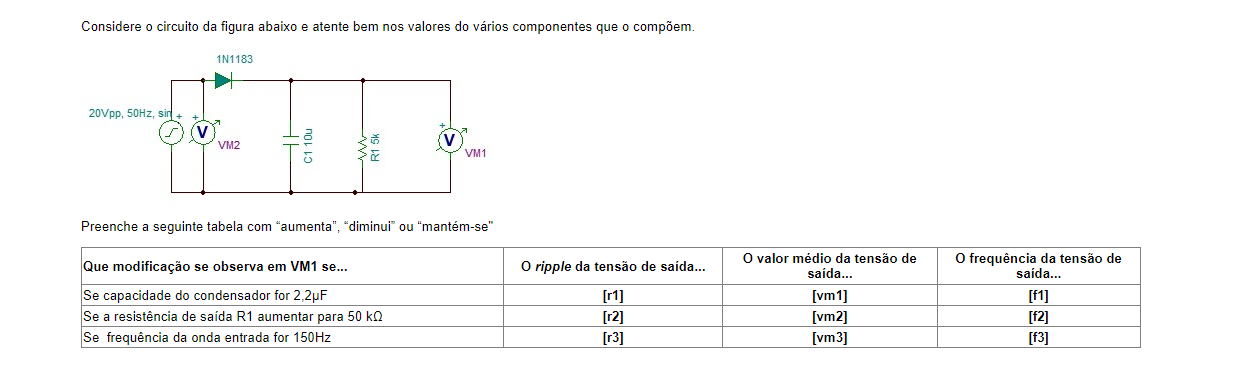 Considere o circuito da figura abaixo e atente bem nos valores do vários componentes que o compõem.
1N1183
20Vpp, 50Hz, sin
+
+
V
VM2
C1 10u
R1 5k
+
V
VM1
Preenche a seguinte tabela com “aumenta”, “diminui” ou “mantém-se"
Que modificação se observa em VM1 se...
O ripple da tensão de saída...
O valor médio da tensão de
saída...
O frequência da tensão de
saída...
Se capacidade do condensador for 2,2µF
[r1]
[vm1]
[f1]
Se a resistência de saída R1 aumentar para 50 kΩ
[r2]
[vm2]
[f2]
Se  frequência da onda entrada for 150Hz
[r3]
[vm3]
[f3]